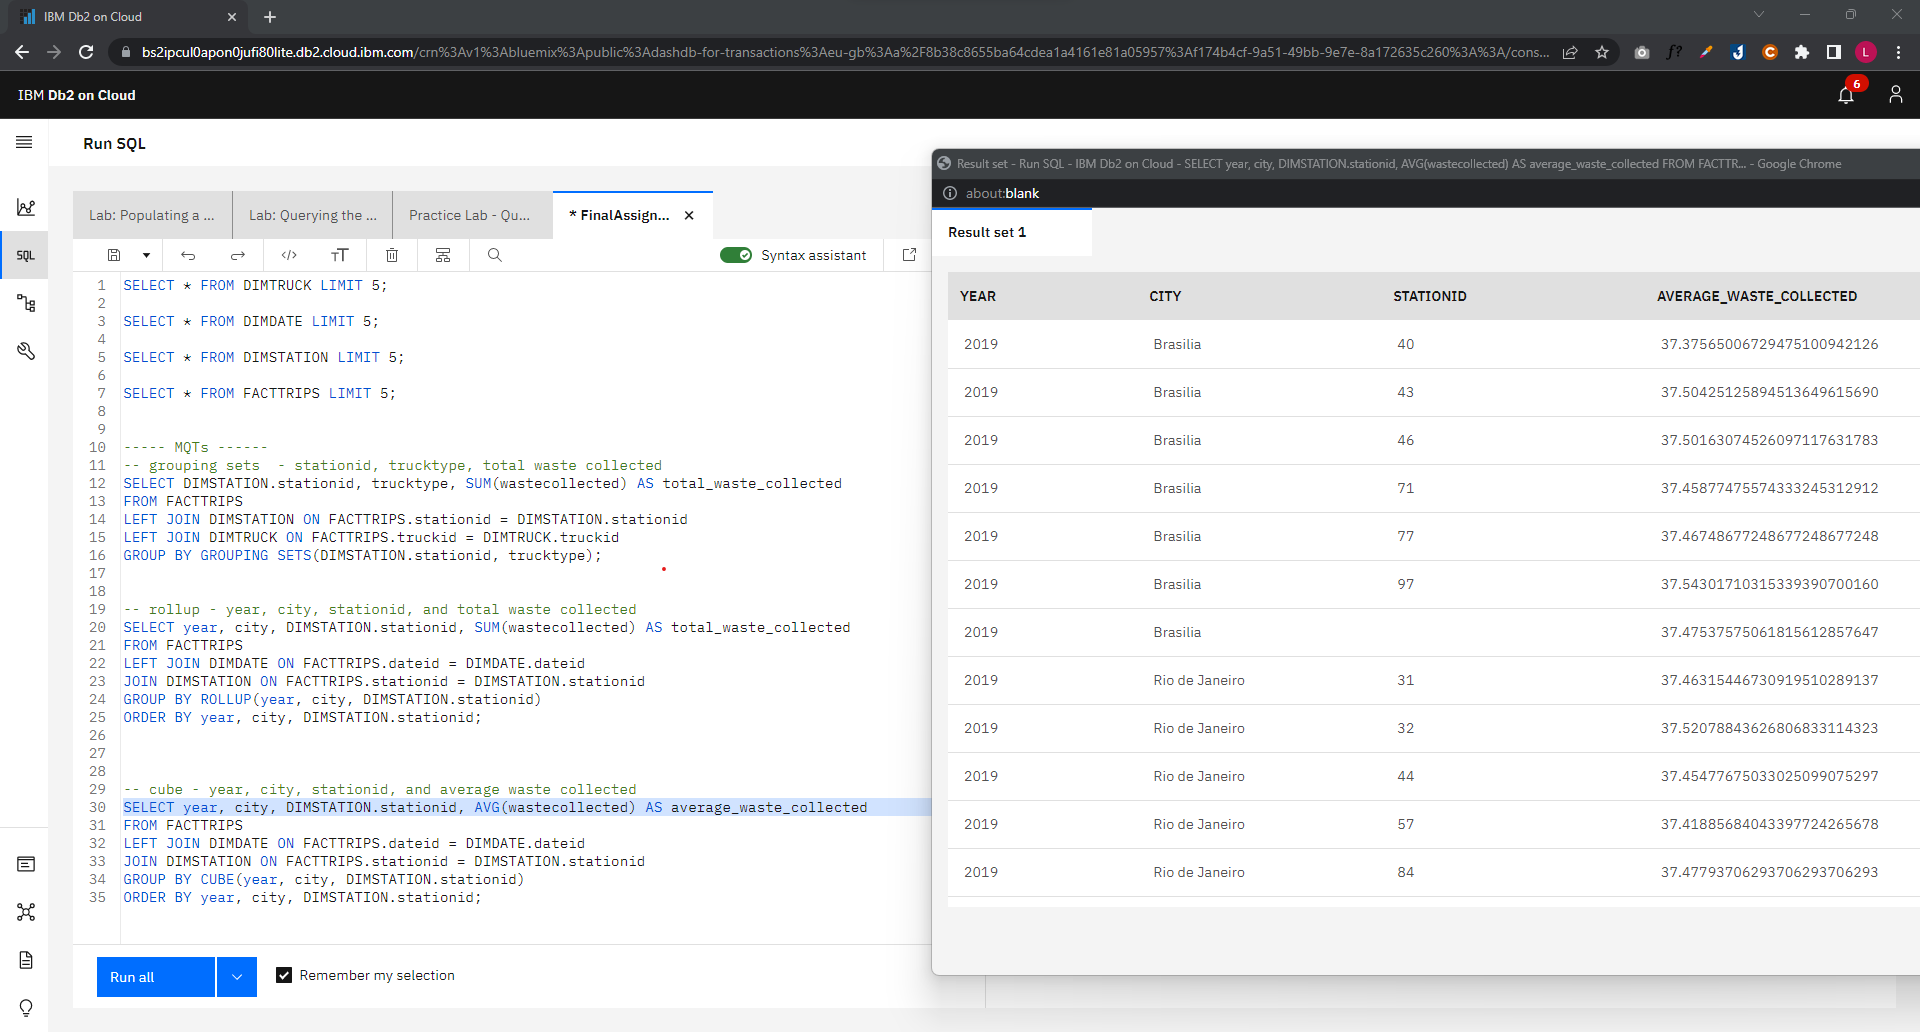 IBM Db2 on Cloud
bs2ipcul0apon0jufi80lite.db2.cloud.ibm.com/crn%3Av1%3Abluemix%3Apublic%3Adashdb-for-transactions%3Aeu-gb%3Aa%2F8b38c8655ba64cdea1a4161e81a05957%3Af174b4cf-9a51-49bb-9e7e-8a172635c260%3A%3A/cons...
f?
C
L
IBM Db2 on Cloud
6
Run SQL
SQL
Lab: Populating a ...
Lab: Querying the ...
Practice Lab - Qu...
* FinalAssign...
Syntax assistant
1 SELECT * FROM DIMTRUCK LIMIT 5;
2
3 SELECT * FROM DIMDATE LIMIT 5;
4
5 SELECT * FROM DIMSTATION LIMIT 5;
6
7 SELECT * FROM FACTTRIPS LIMIT 5;
8
9
10 ----- MQTs ------
11 -- grouping sets  - stationid, trucktype, total waste collected
12 SELECT DIMSTATION.stationid, trucktype, SUM(wastecollected) AS total_waste_collected
13 FROM FACTTRIPS
14 LEFT JOIN DIMSTATION ON FACTTRIPS.stationid = DIMSTATION.stationid
15 LEFT JOIN DIMTRUCK ON FACTTRIPS.truckid = DIMTRUCK.truckid
16 GROUP BY GROUPING SETS(DIMSTATION.stationid, trucktype);
17
18
19 -- rollup - year, city, stationid, and total waste collected
20 SELECT year, city, DIMSTATION.stationid, SUM(wastecollected) AS total_waste_collected
21 FROM FACTTRIPS
22 LEFT JOIN DIMDATE ON FACTTRIPS.dateid = DIMDATE.dateid
23 JOIN DIMSTATION ON FACTTRIPS.stationid = DIMSTATION.stationid
24 GROUP BY ROLLUP(year, city, DIMSTATION.stationid)
25 ORDER BY year, city, DIMSTATION.stationid;
26
27
28
29 -- cube - year, city, stationid, and average waste collected
30 SELECT year, city, DIMSTATION.stationid, AVG(wastecollected) AS average_waste_collected
31 FROM FACTTRIPS
32 LEFT JOIN DIMDATE ON FACTTRIPS.dateid = DIMDATE.dateid
33 JOIN DIMSTATION ON FACTTRIPS.stationid = DIMSTATION.stationid
34 GROUP BY CUBE(year, city, DIMSTATION.stationid)
35 ORDER BY year, city, DIMSTATION.stationid;
Run all
Remember my selection
Result set - Run SQL - IBM Db2 on Cloud - SELECT year, city, DIMSTATION.stationid, AVG(wastecollected) AS average_waste_collected FROM FACTTR... - Google Chrome
about:blank
Result set 1
YEAR CITY STATIONID AVERAGE_WASTE_COLLECTED
2019 Brasilia 40 37.37565006729475100942126
2019 Brasilia 43 37.50425125894513649615690
2019 Brasilia 46 37.50163074526097117631783
2019 Brasilia 71 37.45877475574333245312912
2019 Brasilia 77 37.46748677248677248677248
2019 Brasilia 97 37.54301710315339390700160
2019 Brasilia 37.47537575061815612857647
2019 Rio de Janeiro 31 37.46315446730919510289137
2019 Rio de Janeiro 32 37.52078843626806833114323
2019 Rio de Janeiro 44 37.45477675033025099075297
2019 Rio de Janeiro 57 37.41885684043397724265678
2019 Rio de Janeiro 84 37.47793706293706293706293